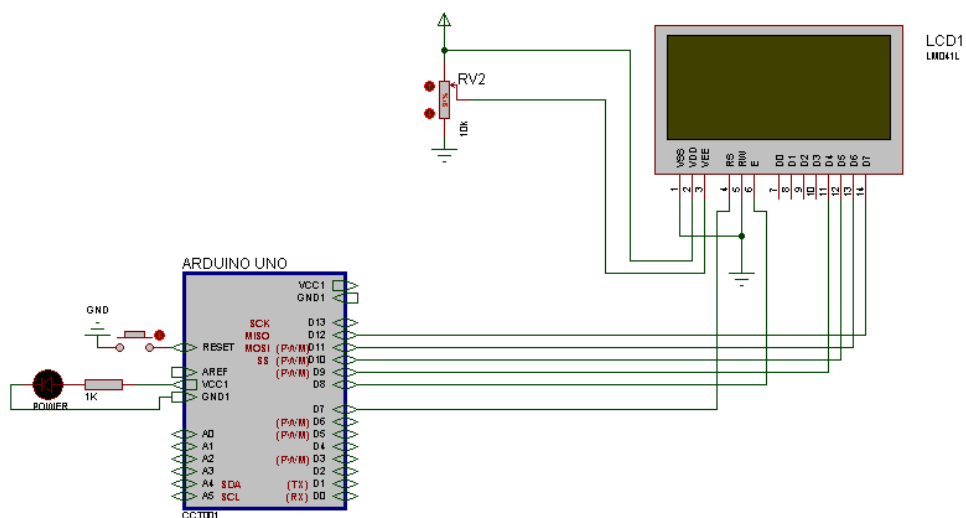 LCD1
LM041L
RV2
91%
10k
VSS VDD VEE RS RW E D0 D1 D2 D3 D4 D5 D6 D7
1 2 3 4 5 6 7 8 9 10 11 12 13 14
ARDUINO UNO
VCC1
GND1
GND
SCK D13
MISO D12
RESET MOSI (PWM) D11
SS (PWM) D10
AREF (PWM) D9
VCC1 D8
GND1
POWER
1K
D7
(PWM) D6
A0 (PWM) D5
A1 D4
A2 (PWM) D3
A3 D2
A4 SDA (TX) D1
A5 SCL (RX) D0
CCT001